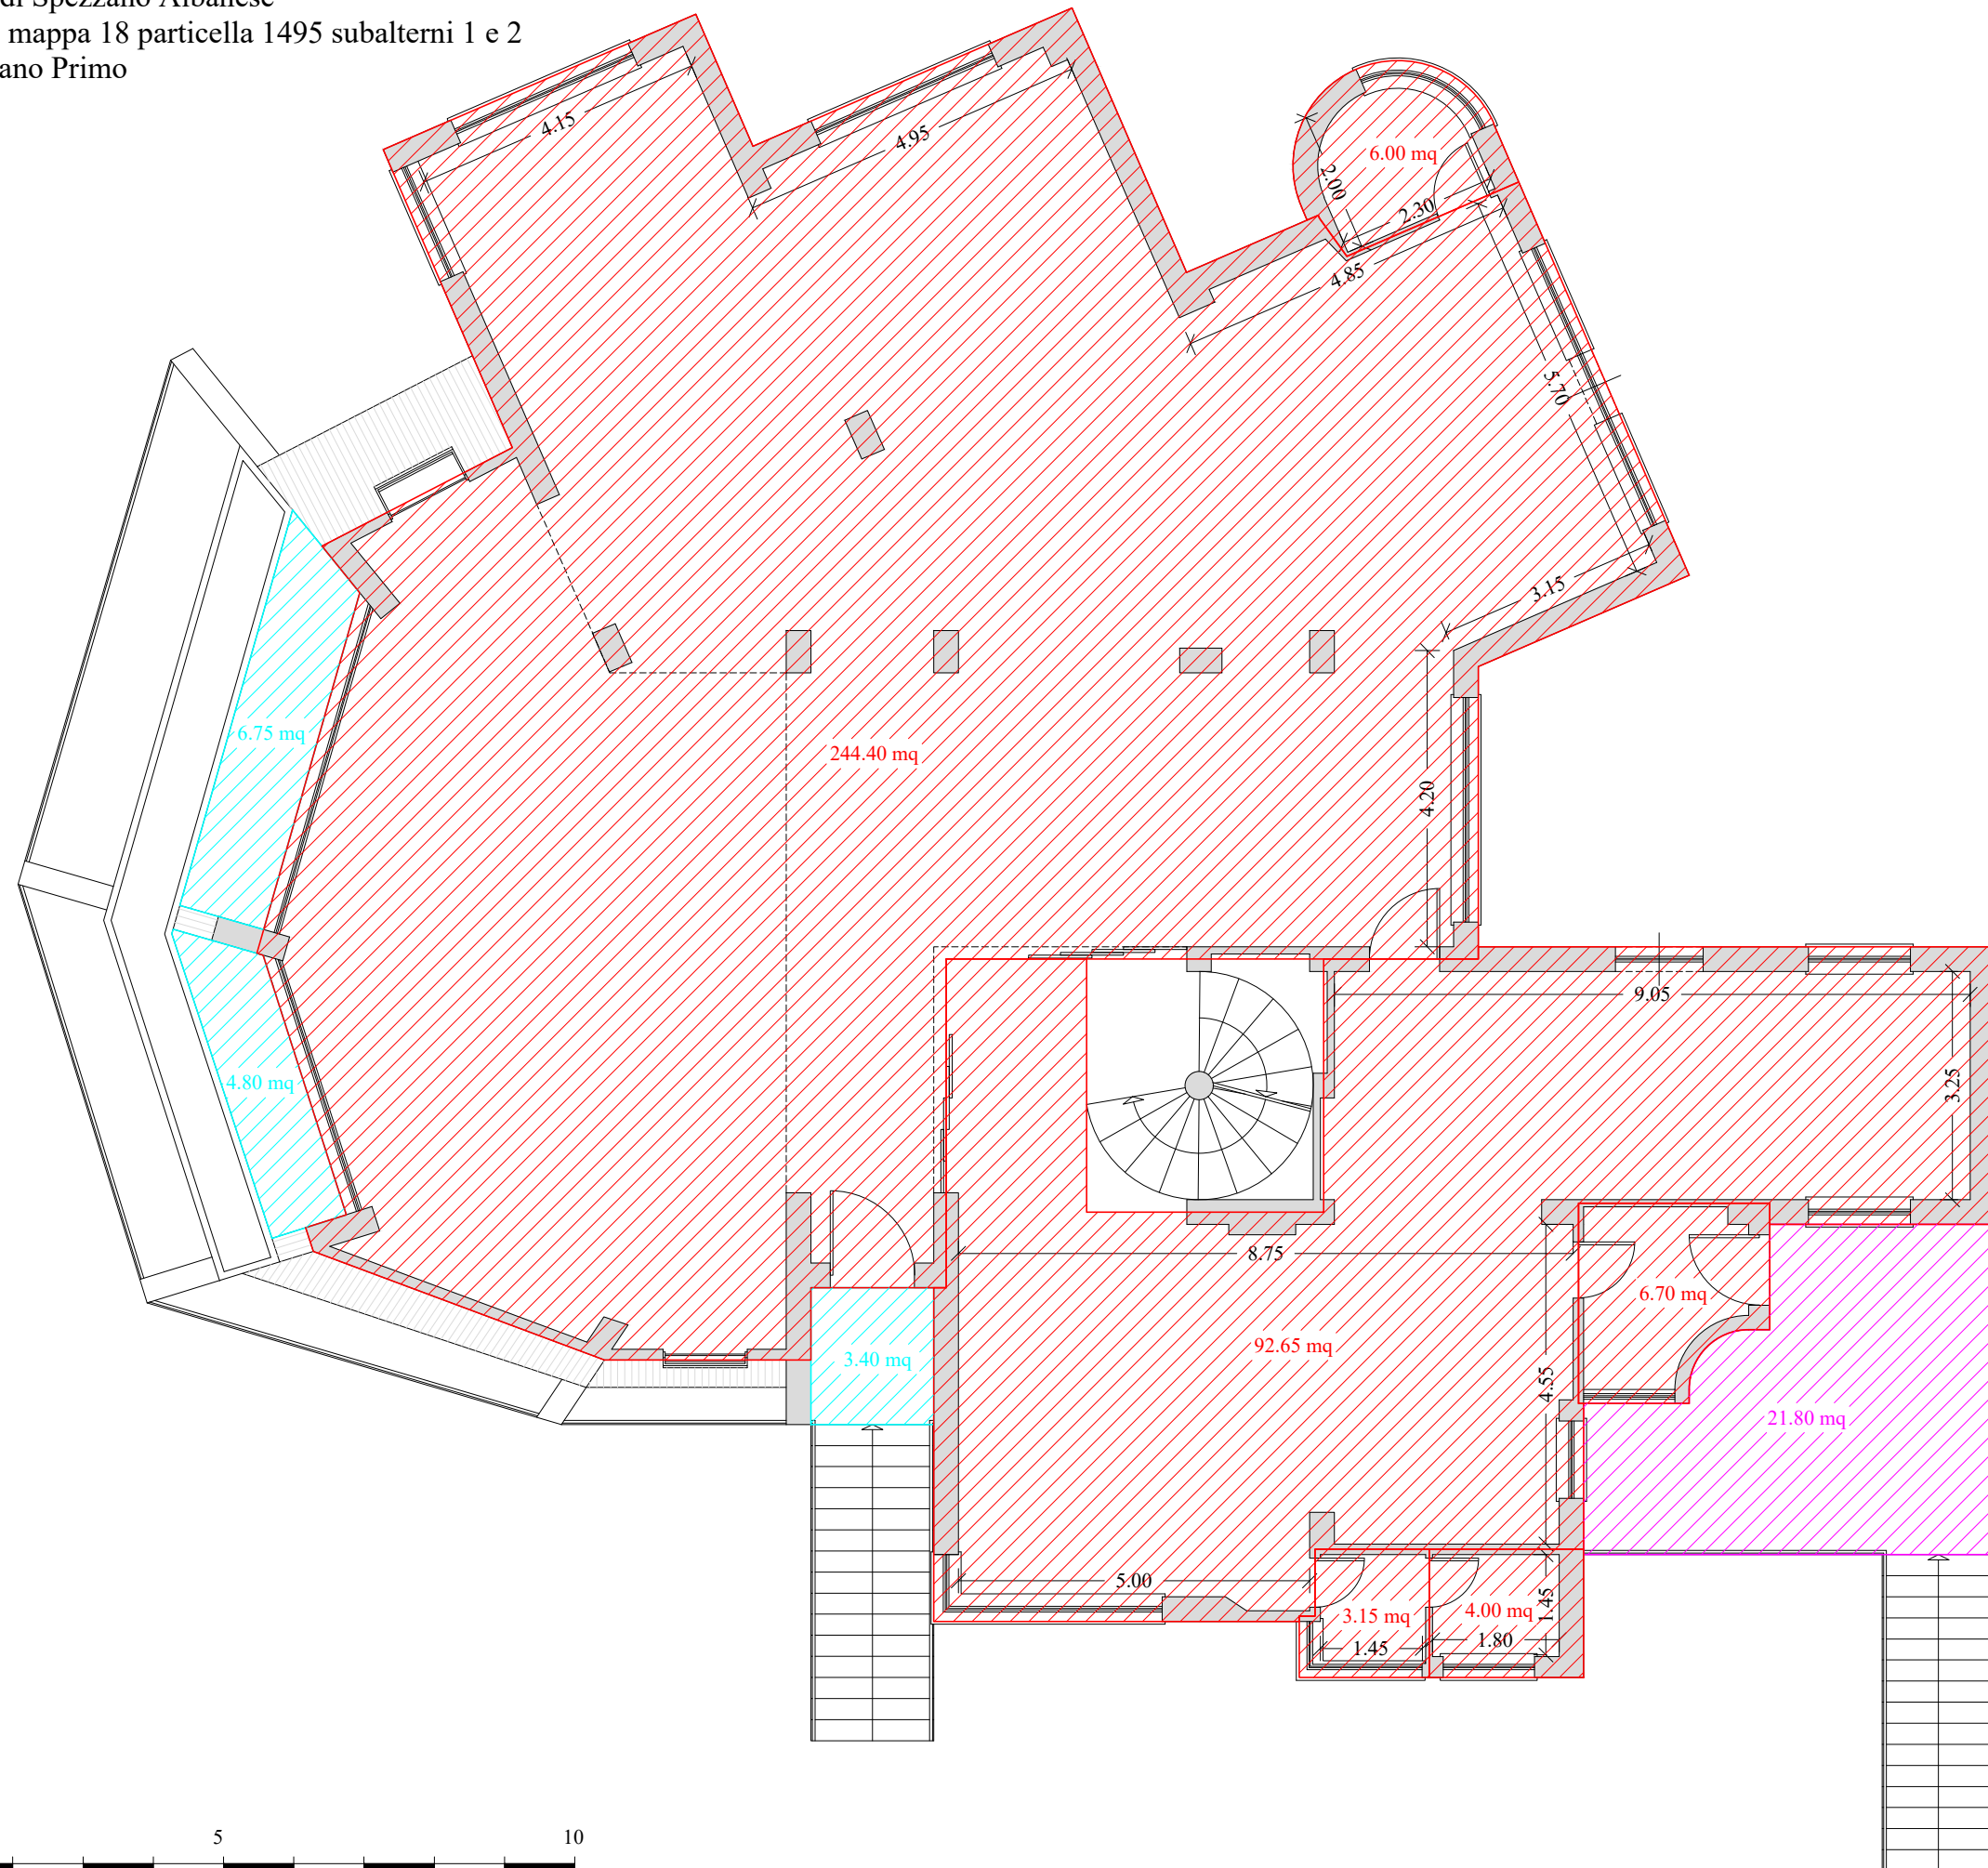 di Spezzano Albanese
mappa 18 particella 1495 subalterni 1 e 2
ano Primo
4.15
4.95
6.00 mq
2.00
2.30
4.85
5.70
3.15
6.75 mq
244.40 mq
4.20
9.05
4.80 mq
3.25
8.75
6.70 mq
92.65 mq
3.40 mq
4.55
21.80 mq
5.00
3.15 mq
4.00 mq
1.45
1.45
1.80
5 10